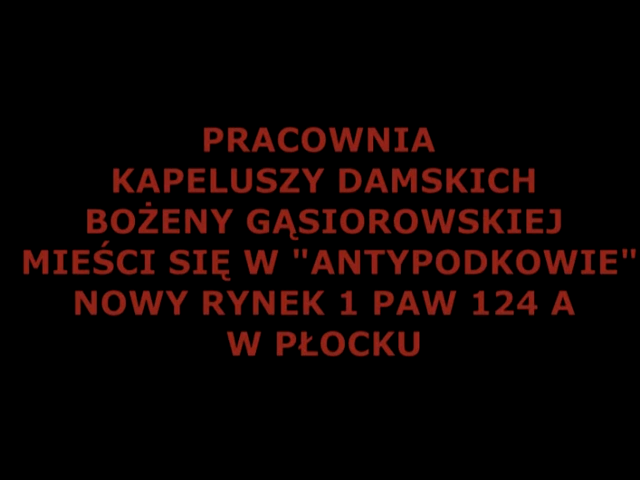 PRACOWNIA
KAPELUSZY DAMSKICH
BOŻENY GĄSIOROWSKIEJ
MIEŚCI SIĘ W "ANTYPODKOWIE"
NOWY RYNEK 1 PAW 124 A
W PŁOCKU